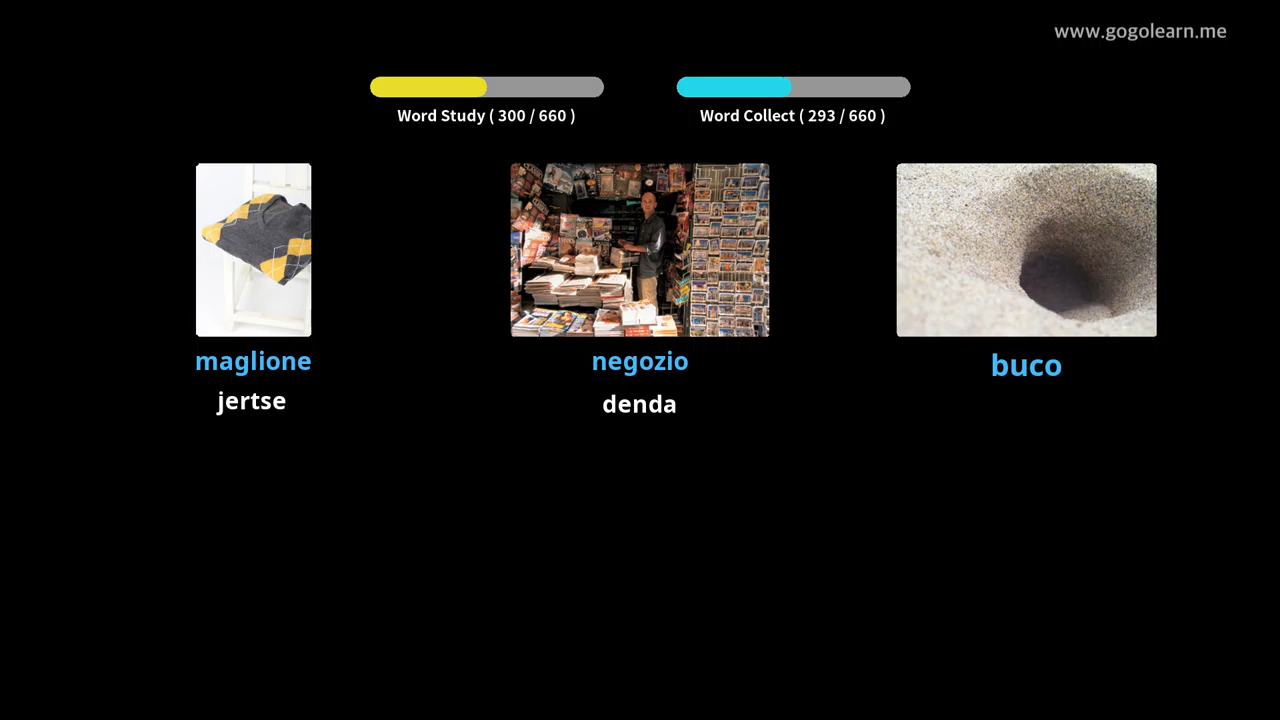 www.gogolearn.me
Word Study ( 300 / 660 )
Word Collect ( 293 / 660 )
maglione
negozio
buco
jertse
denda